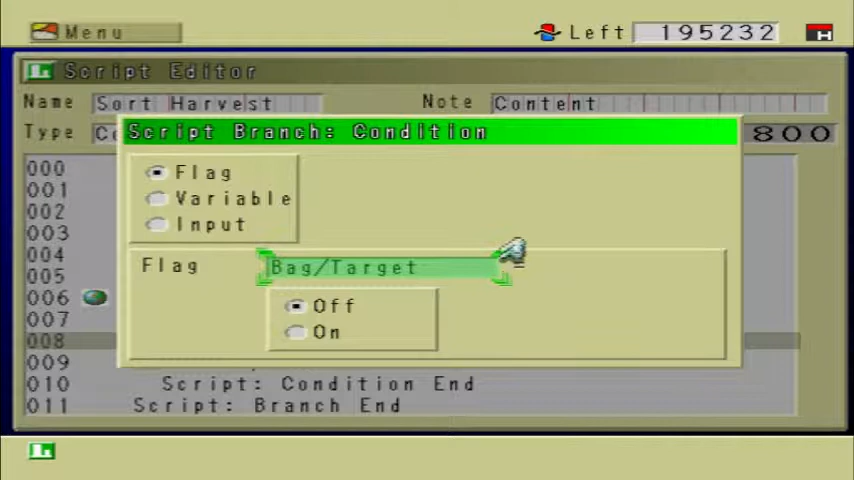 Menu Left 195232
Script Editor
Name Sort Harvest Note Content
Type Co 800
Script Branch: Condition
000
Flag
001
Variable
002
Input
003
004
Flag Bag/Target
005
006
Off
007
On
008
009
010 Script: Condition End
011 Script: Branch End